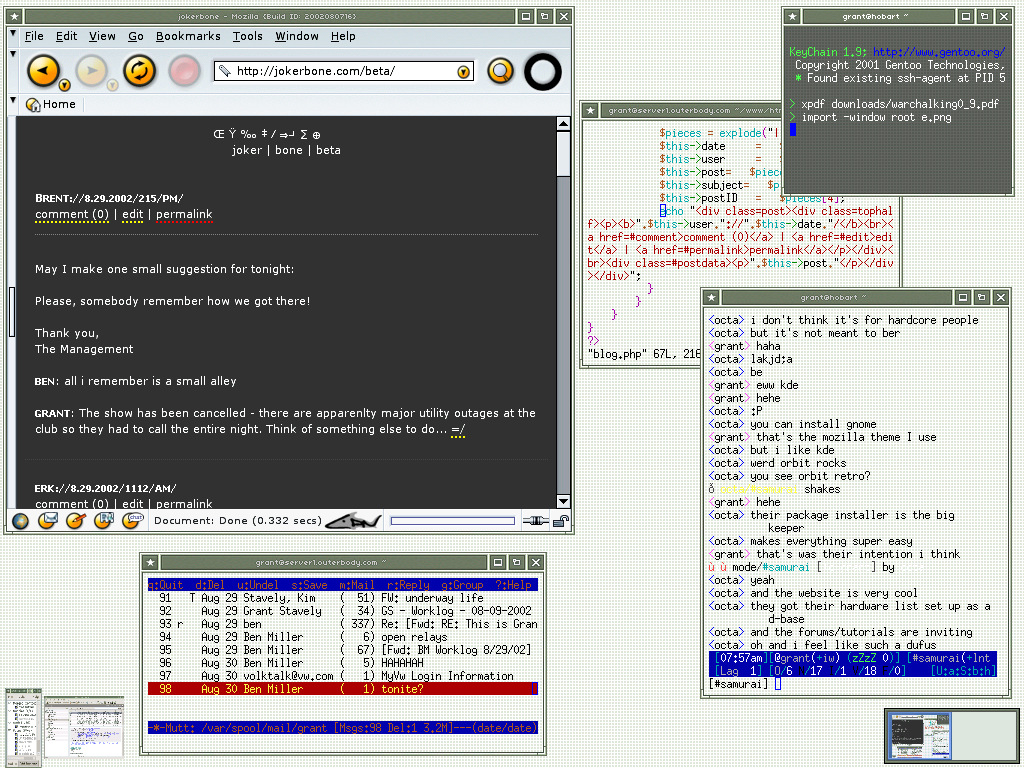 jokerbone - Mozilla {Build ID: 2002080716}
File Edit View Go Bookmarks Tools Window Help
http://jokerbone.com/beta/
Home
Œ Ÿ ‰ ‡ / ⇒↵ Σ ⊕
joker | bone | beta
BRENT://8.29.2002/215/PM/
comment (0) | edit | permalink
May I make one small suggestion for tonight:
Please, somebody remember how we got there!
Thank you,
The Management
BEN: all i remember is a small alley
GRANT: The show has been cancelled - there are apparenlty major utility outages at the
club so they had to call the entire night. Think of something else to do... =/
ERK://8.29.2002/1112/AM/
comment (0) | edit | permalink
Document: Done (0.332 secs)
grant@hobart ~
KeyChain 1.9; http://www.gentoo.org/
Copyright 2001 Gentoo Technologies,
* Found existing ssh-agent at PID 5
> xpdf downloads/warchalking0_9.pdf
> import -window root e.png
grant@server1.outerbody.com ~/www/htm
$pieces = explode("|
$this->date =
$this->user =
$this->post= $piec
$this->subject= $p
$this->postID = $pieces[4];
echo "<div class=post><div class=tophal
f><p><b>".$this->user."://".$this->date."/</b><br><
a href=#comment>comment (0)</a> | <a href=#edit>edi
t</a> | <a href=#permalink>permalink</a></p></div><
br><div class=#postdata><p>".$this->post."</p></div
></div>";
}
}
}
}
?>
"blog.php" 67L, 216
grant@hobart ~
<octa> i don't think it's for hardcore people
<octa> but it's not meant to ber
<grant> haha
<octa> lakjd;a
<octa> be
<grant> eww kde
<grant> hehe
<octa> :P
<octa> you can install gnome
<grant> that's the mozilla theme I use
<octa> but i like kde
<octa> werd orbit rocks
<octa> you see orbit retro?
shakes
<grant> hehe
<octa> their package installer is the big
keeper
<octa> makes everything super easy
<grant> that's was their intention i think
ù ù mode/#samurai [ ] by
<octa> yeah
<octa> and the website is very cool
<octa> they got their hardware list set up as a
d-base
<octa> and the forums/tutorials are inviting
<octa> oh and i feel like such a dufus
[07:57am][@grant(+iw) (zZzZ 0)] [#samurai(+lnt
[Lag 1] [O/6 /17 /1 /18 /0] [U:a:S:b:h]
[#samurai]
grant@server1.outerbody.com ~
q:Quit d:Del u:Undel s:Save m:Mail r:Reply g:Group ?:Help
91 T Aug 29 Stavely, Kim ( 51) FW: underway life
92 Aug 29 Grant Stavely ( 34) GS - Worklog - 08-09-2002
93 r Aug 29 ben ( 337) Re: [Fwd: RE: This is Gran
94 Aug 29 Ben Miller ( 6) open relays
95 Aug 29 Ben Miller ( 67) [Fwd: BM Worklog 8/29/02]
96 Aug 30 Ben Miller ( 5) HAHAHAH
97 Aug 30 volktalk@vw.com ( 1) MyVw Login Information
98 Aug 30 Ben Miller ( 1) tonite?
-*-Mutt: /var/spool/mail/grant [Msgs:98 Del:1 3.2M]---(date/date)